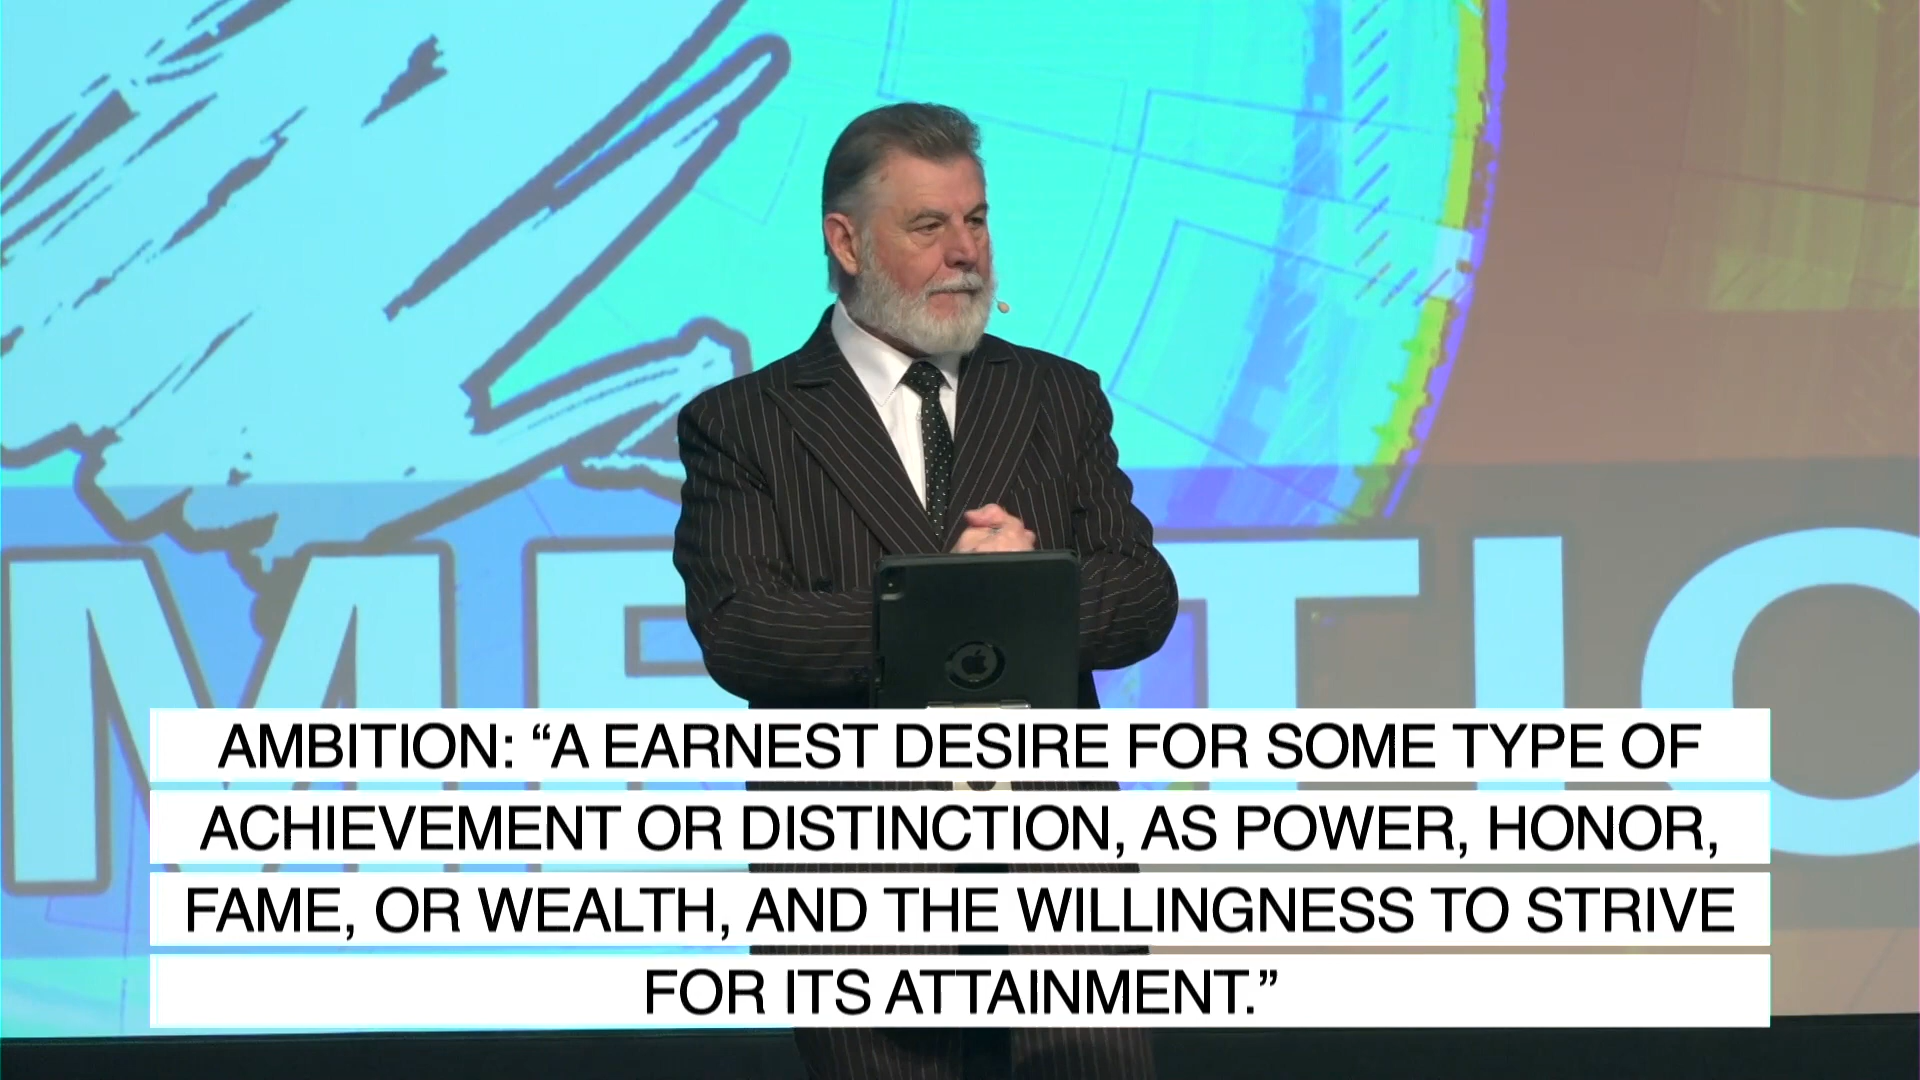 AMBITION: “A EARNEST DESIRE FOR SOME TYPE OF
ACHIEVEMENT OR DISTINCTION, AS POWER, HONOR,
FAME, OR WEALTH, AND THE WILLINGNESS TO STRIVE
FOR ITS ATTAINMENT.”